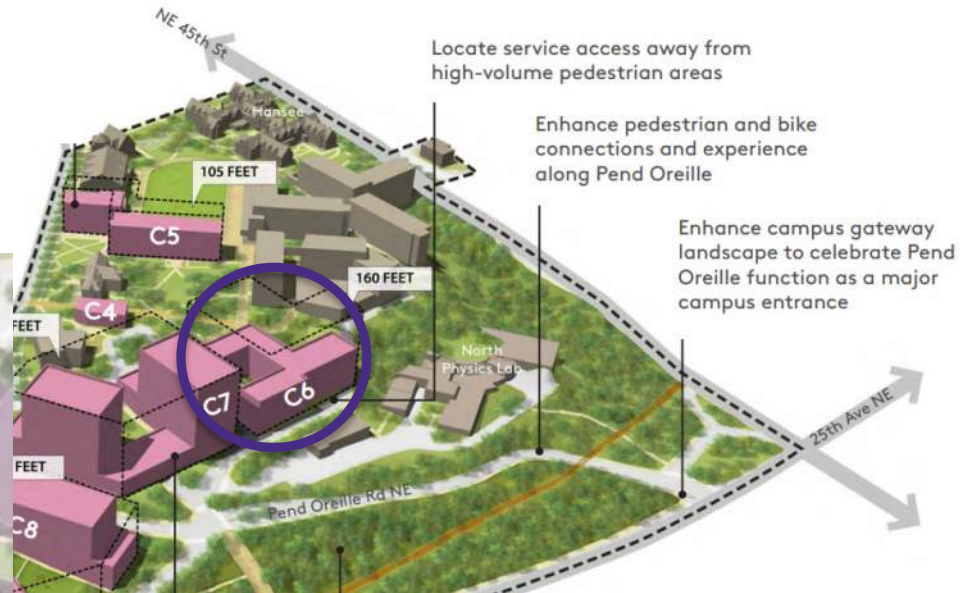 NE 45th St
Locate service access away from
high-volume pedestrian areas
Hansee
Enhance pedestrian and bike
connections and experience
along Pend Oreille
105 FEET
C5
Enhance campus gateway
landscape to celebrate Pend
Oreille function as a major
campus entrance
160 FEET
C4
FEET
North
Physics Lab
C7
C6
25th Ave NE
FEET
Pend Oreille Rd NE
C8